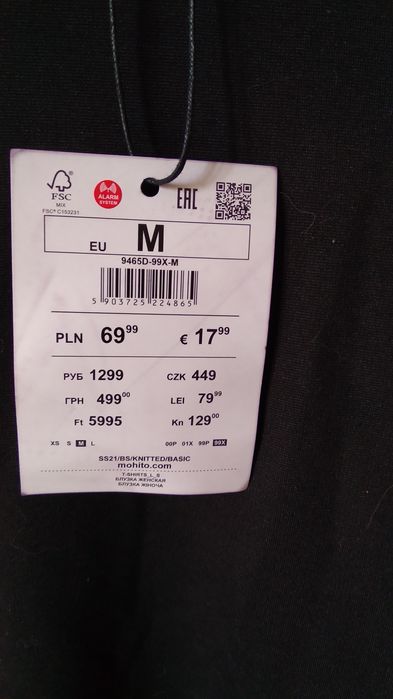 FSC
MIX
FSC® C153231
ALARM
SYSTEM
EAC
EU M
9465D-99X-M
5 903725 224865
PLN 69⁹⁹ € 17⁹⁹
РУБ 1299 CZK 449
ГРН 499⁰⁰ LEI 79⁹⁹
Ft 5995 Kn 129⁰⁰
XS S M L 00P 01X 99P 99X
SS21/BS/KNITTED/BASIC
mohito.com
T-SHIRTS_L_S
БЛУЗКА ЖЕНСКАЯ
БЛУЗКА ЖІНОЧА